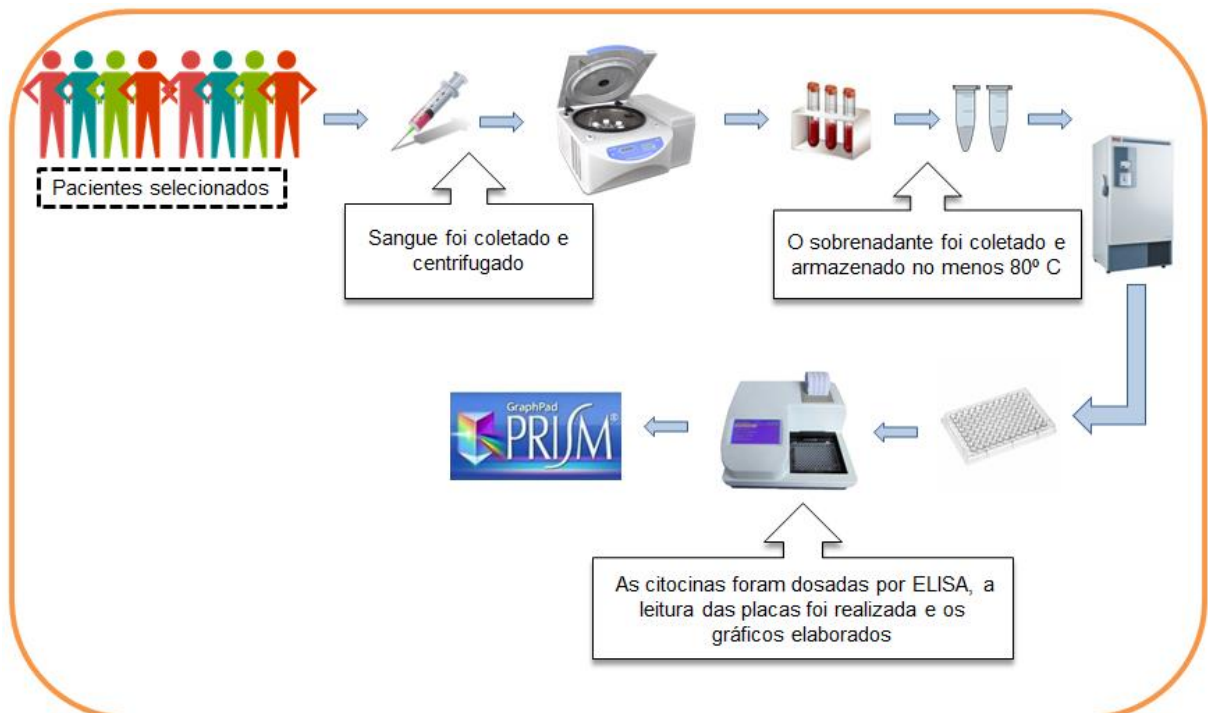 Pacientes selecionados
Sangue foi coletado e
centrifugado
O sobrenadante foi coletado e
armazenado no menos 80º C
GraphPad
PRISM®
As citocinas foram dosadas por ELISA, a
leitura das placas foi realizada e os
gráficos elaborados